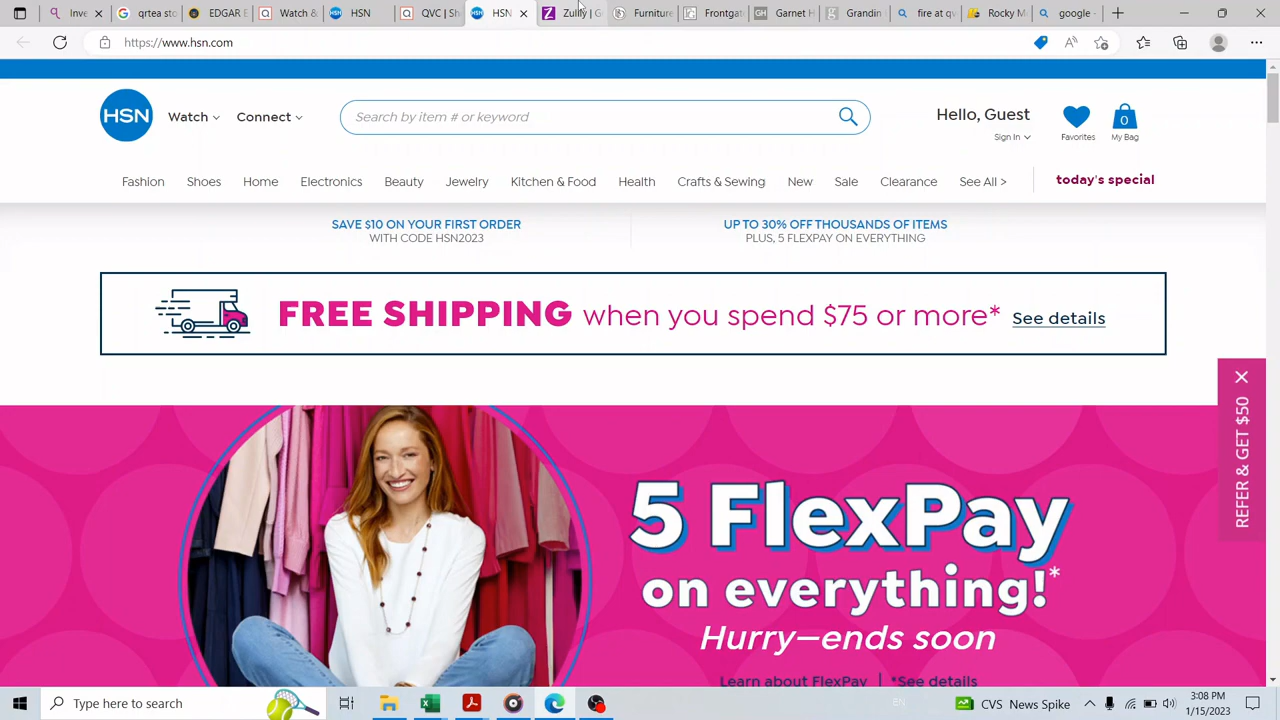 Inve
qrtea sto
EDGAR E
Watch &
HSN
QVC | Sh
HSN
Zulily | G
Furniture
Frontgat
Garnet H
Grandin
fire at qv
Rocky M
google -
https://www.hsn.com
HSN
Watch
Connect
Search by item # or keyword
Hello, Guest
Sign In
Favorites
0
My Bag
Fashion
Shoes
Home
Electronics
Beauty
Jewelry
Kitchen & Food
Health
Crafts & Sewing
New
Sale
Clearance
See All >
today's special
SAVE $10 ON YOUR FIRST ORDER
WITH CODE HSN2023
UP TO 30% OFF THOUSANDS OF ITEMS
PLUS, 5 FLEXPAY ON EVERYTHING
FREE SHIPPING when you spend $75 or more* See details
REFER & GET $50
5 FlexPay
on everything!*
Hurry—ends soon
Learn about FlexPay | *See details
Type here to search
EN
CVS News Spike
3:08 PM
1/15/2023